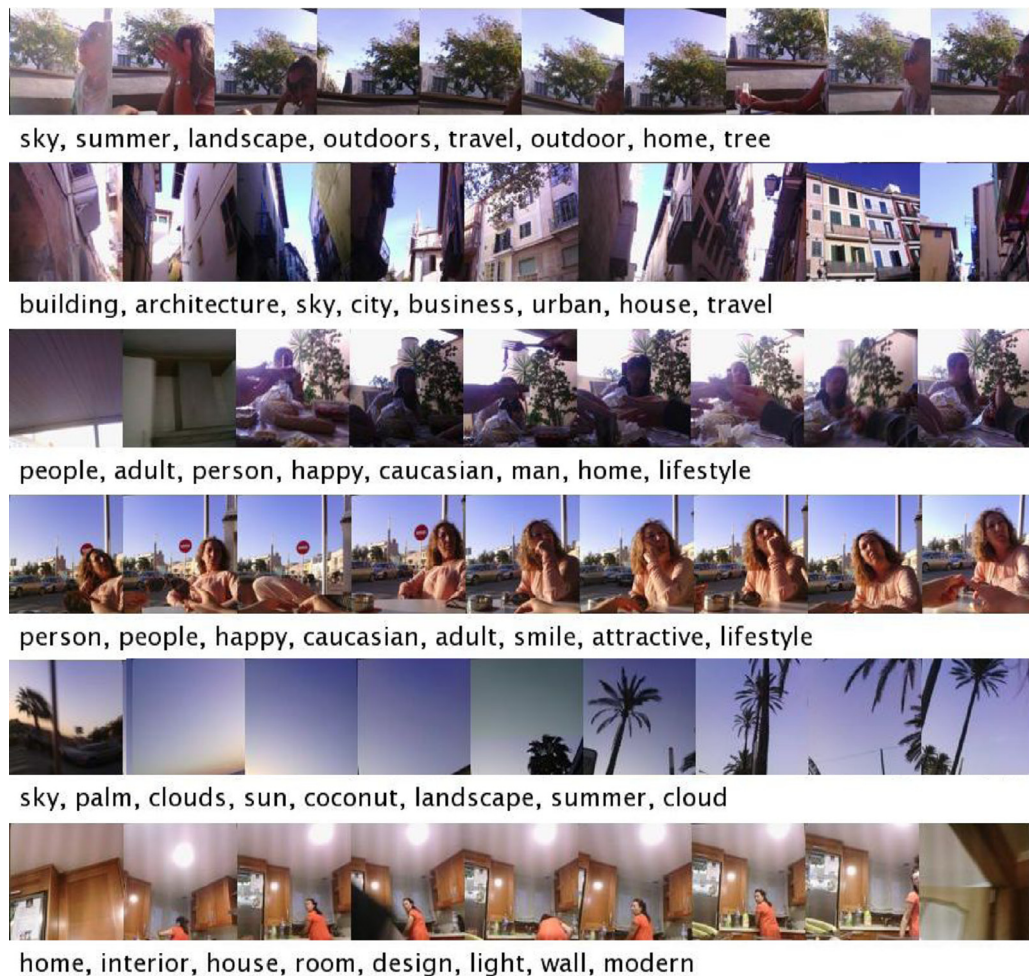 sky, summer, landscape, outdoors, travel, outdoor, home, tree
building, architecture, sky, city, business, urban, house, travel
people, adult, person, happy, caucasian, man, home, lifestyle
person, people, happy, caucasian, adult, smile, attractive, lifestyle
sky, palm, clouds, sun, coconut, landscape, summer, cloud
home, interior, house, room, design, light, wall, modern